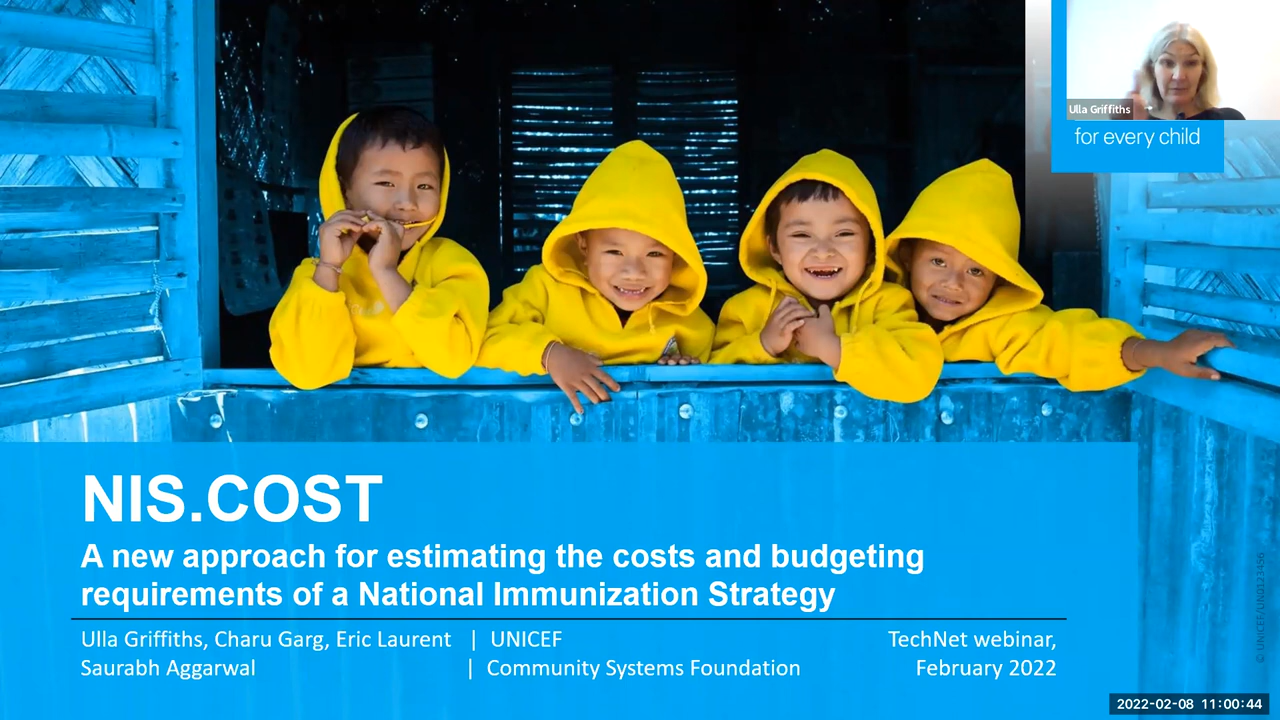 Ulla Griffiths
for every child
NIS.COST
A new approach for estimating the costs and budgeting
requirements of a National Immunization Strategy
Ulla Griffiths, Charu Garg, Eric Laurent | UNICEF
TechNet webinar,
Saurabh Aggarwal | Community Systems Foundation
February 2022
© UNICEF/UN0123456
2022-02-08 11:00:44